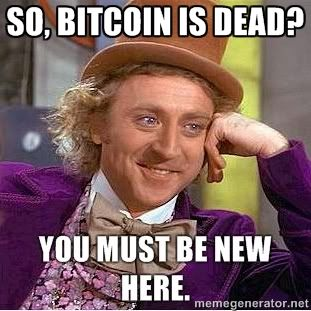 SO, BITCOIN IS DEAD?
YOU MUST BE NEW
HERE.
memegenerator.net